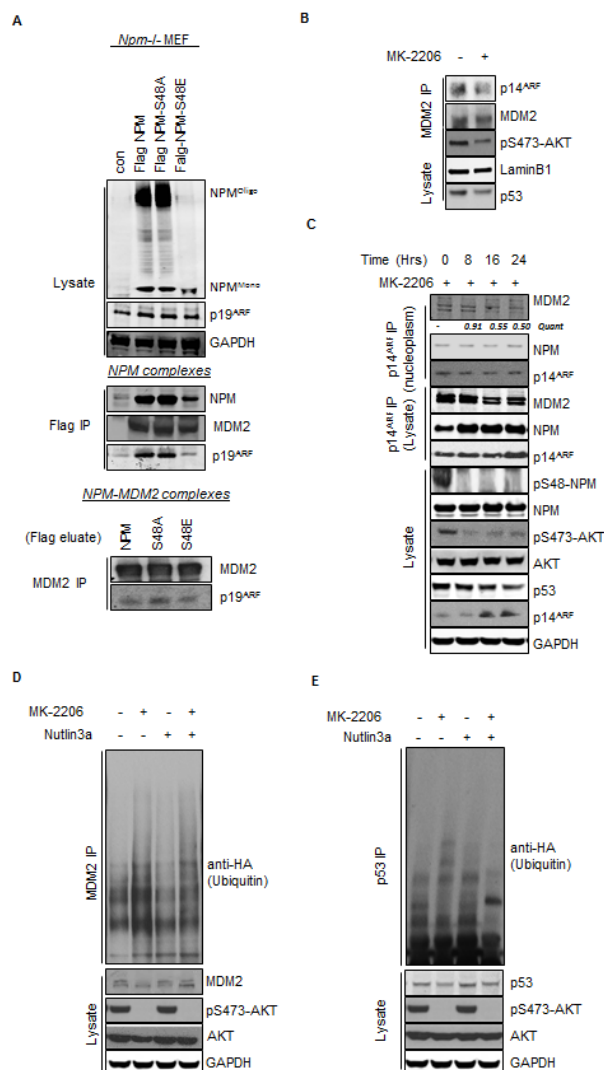 A
Npm-/- MEF
con
Flag NPM
Flag NPM-S48A
Falg-NPM-S48E
NPMOligo
NPMMono
Lysate
p19ARF
GAPDH
NPM complexes
NPM
Flag IP
MDM2
p19ARF
NPM-MDM2 complexes
(Flag eluate)
NPM
S48A
S48E
MDM2 IP
MDM2
p19ARF
B
MK-2206 - +
MDM2 IP
p14ARF
MDM2
Lysate
pS473-AKT
LaminB1
p53
C
Time (Hrs) 0 8 16 24
MK-2206 + + + +
p14ARF IP
(nucleoplasm)
MDM2
- 0.91 0.55 0.50 Quant
NPM
p14ARF
p14ARF IP
(Lysate)
MDM2
NPM
p14ARF
Lysate
pS48-NPM
NPM
pS473-AKT
AKT
p53
p14ARF
GAPDH
D
MK-2206 - + - +
Nutlin3a - - + +
MDM2 IP
anti-HA
(Ubiquitin)
Lysate
MDM2
pS473-AKT
AKT
GAPDH
E
MK-2206 - + - +
Nutlin3a - - + +
p53 IP
anti-HA
(Ubiquitin)
Lysate
p53
pS473-AKT
AKT
GAPDH